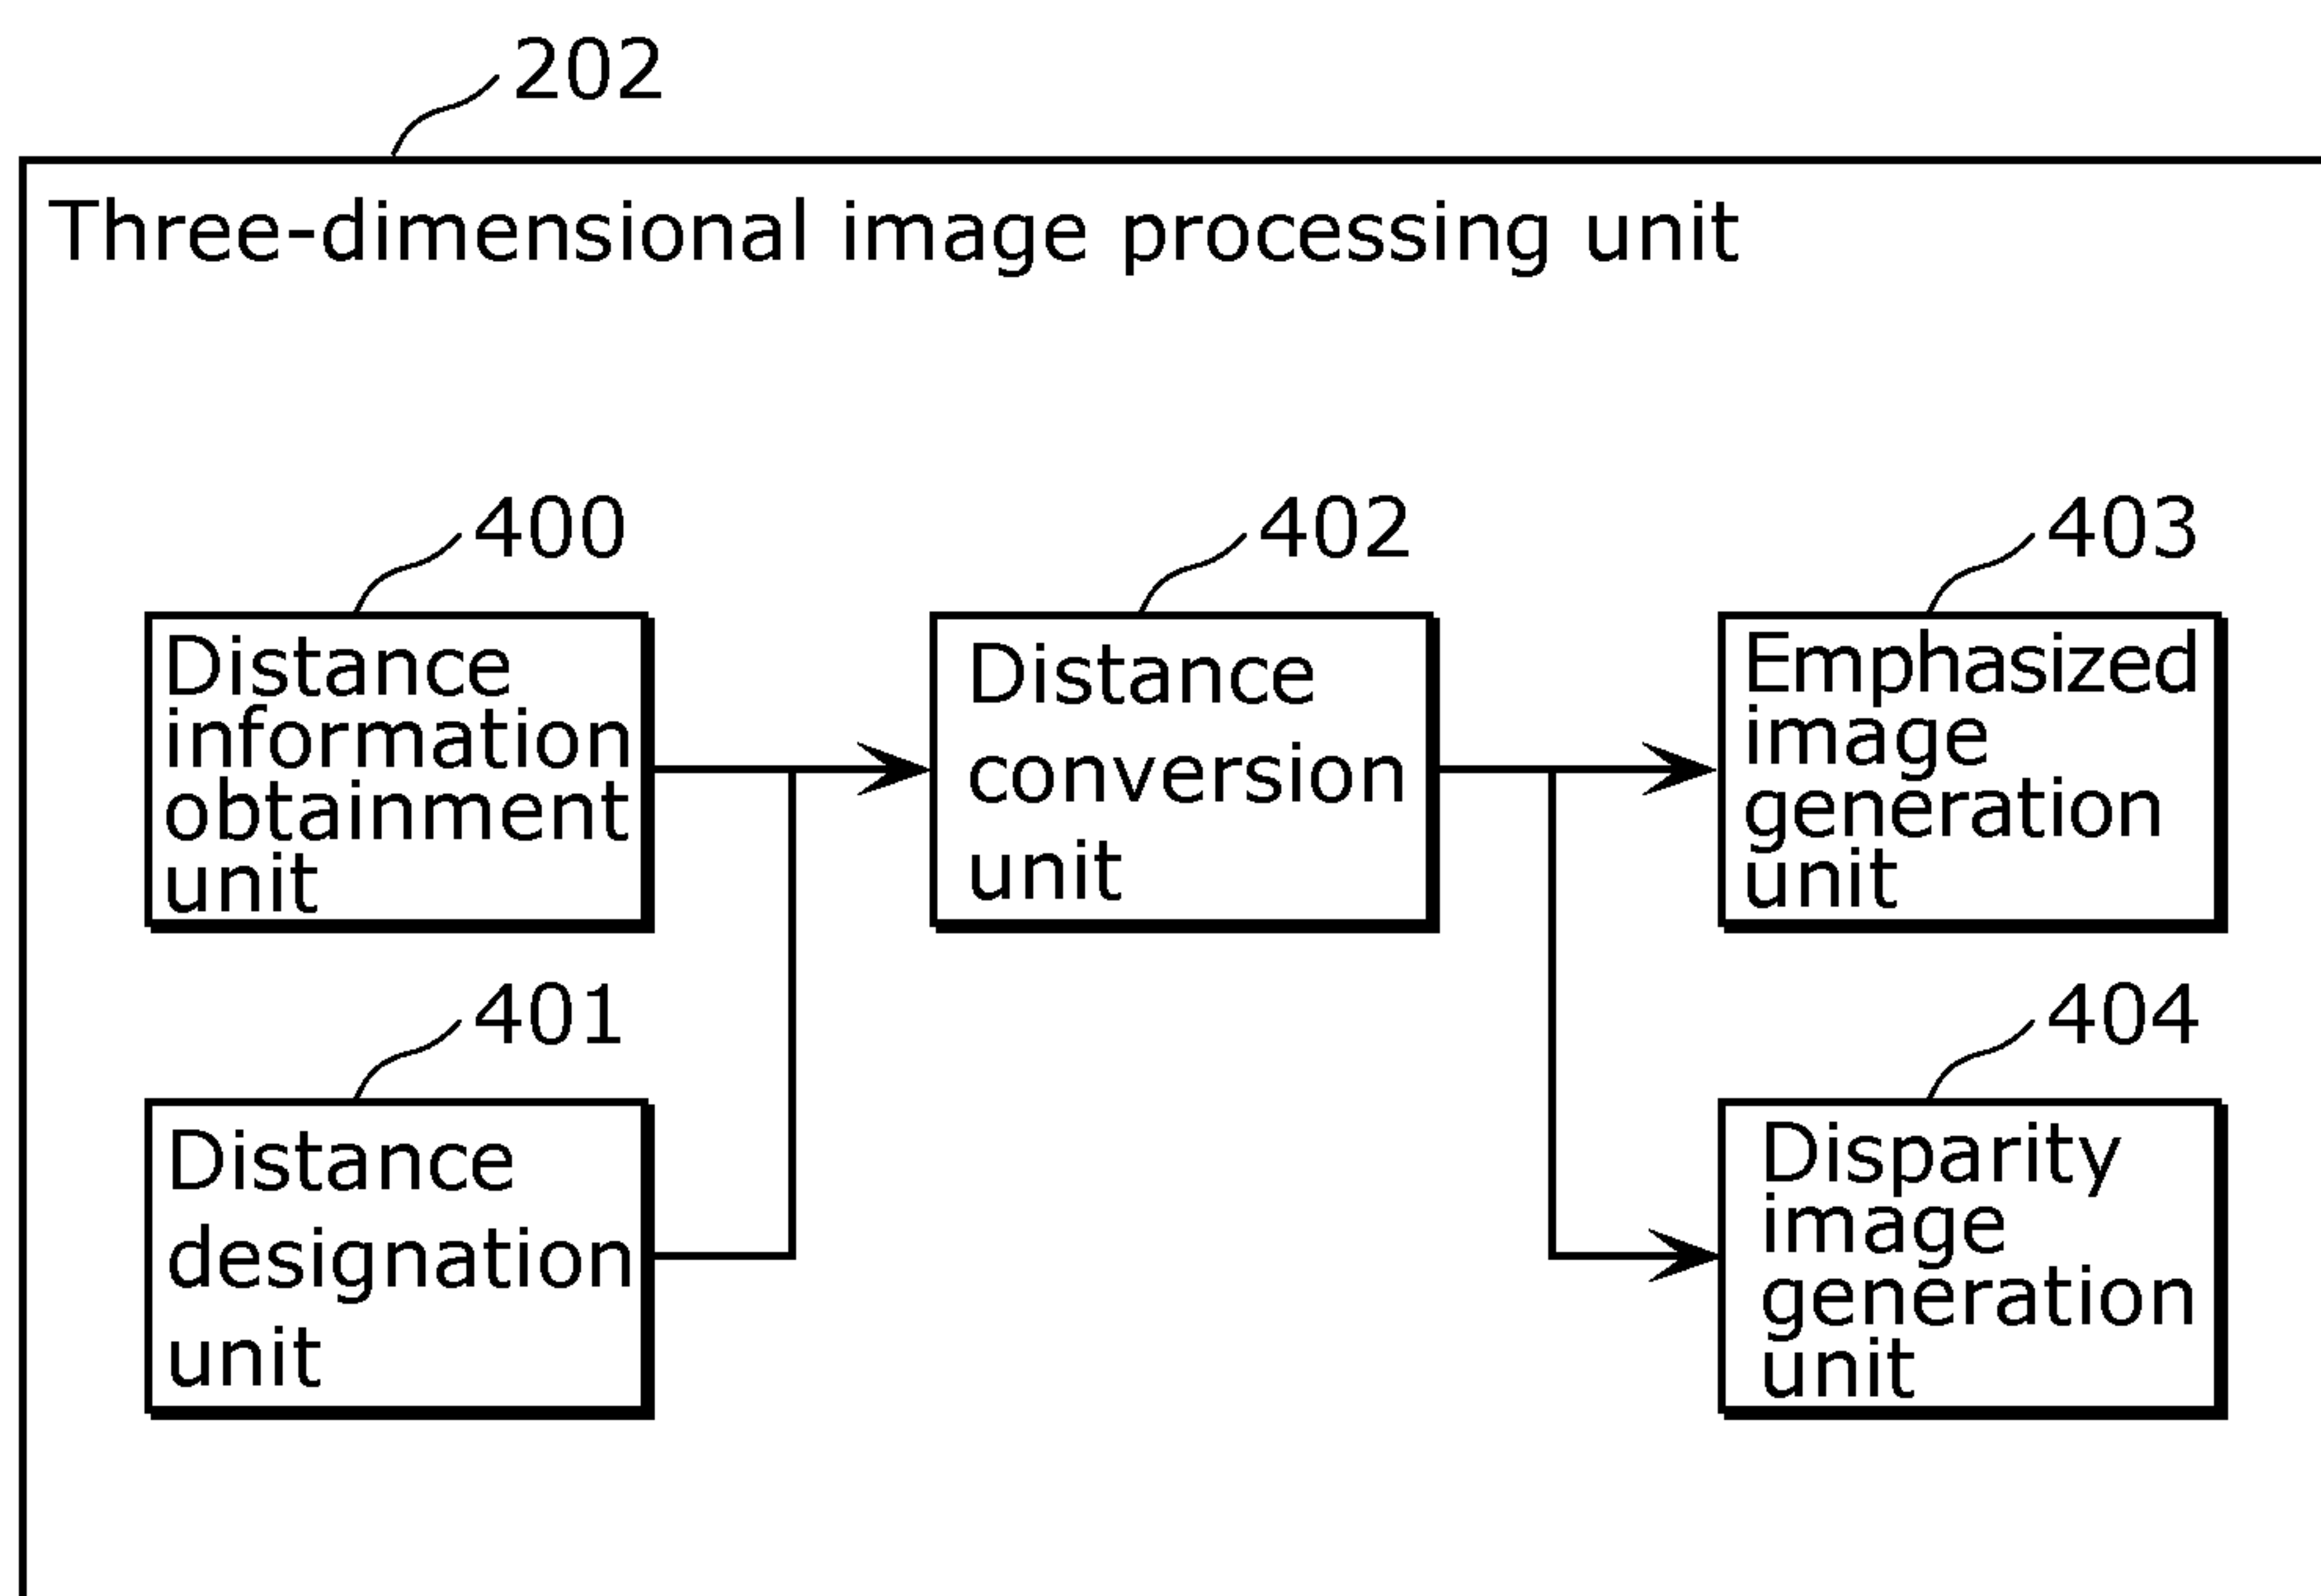 202
Three-dimensional image processing unit
400
402
403
Distance
information
obtainment
unit
Distance
conversion
unit
Emphasized
image
generation
unit
401
404
Distance
designation
unit
Disparity
image
generation
unit